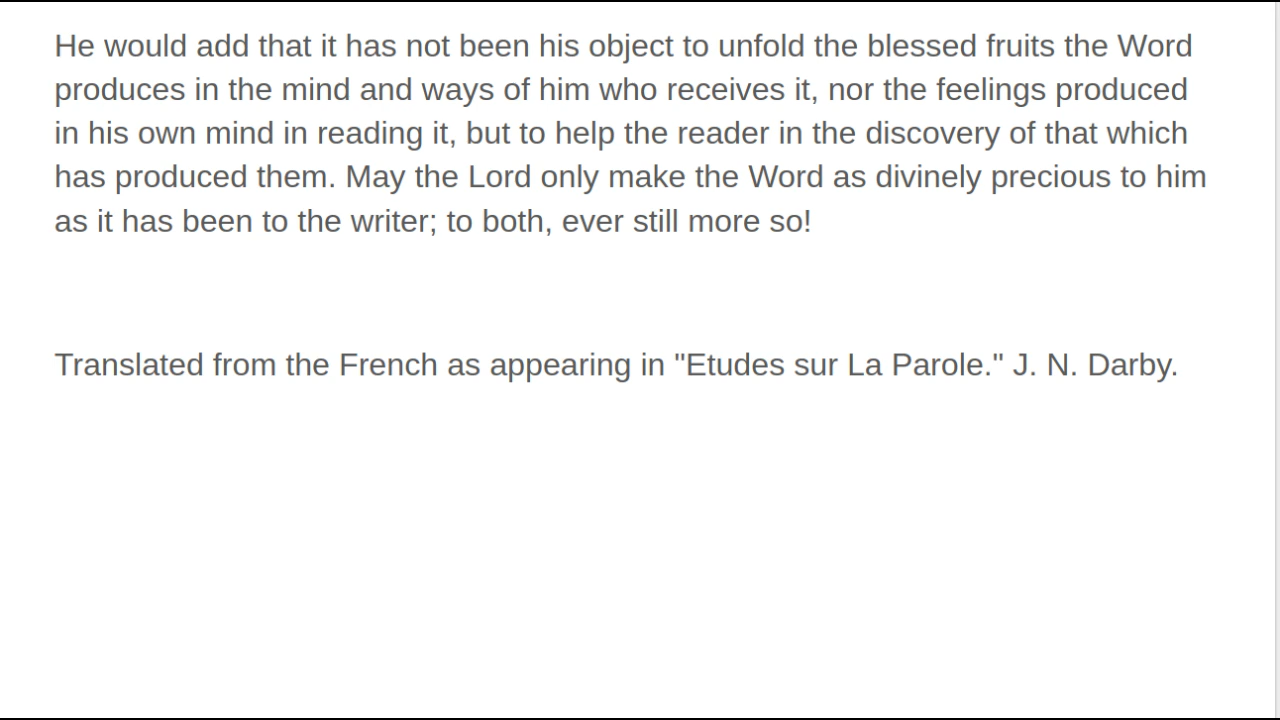 He would add that it has not been his object to unfold the blessed fruits the Word
produces in the mind and ways of him who receives it, nor the feelings produced
in his own mind in reading it, but to help the reader in the discovery of that which
has produced them. May the Lord only make the Word as divinely precious to him
as it has been to the writer; to both, ever still more so!
Translated from the French as appearing in "Etudes sur La Parole." J. N. Darby.